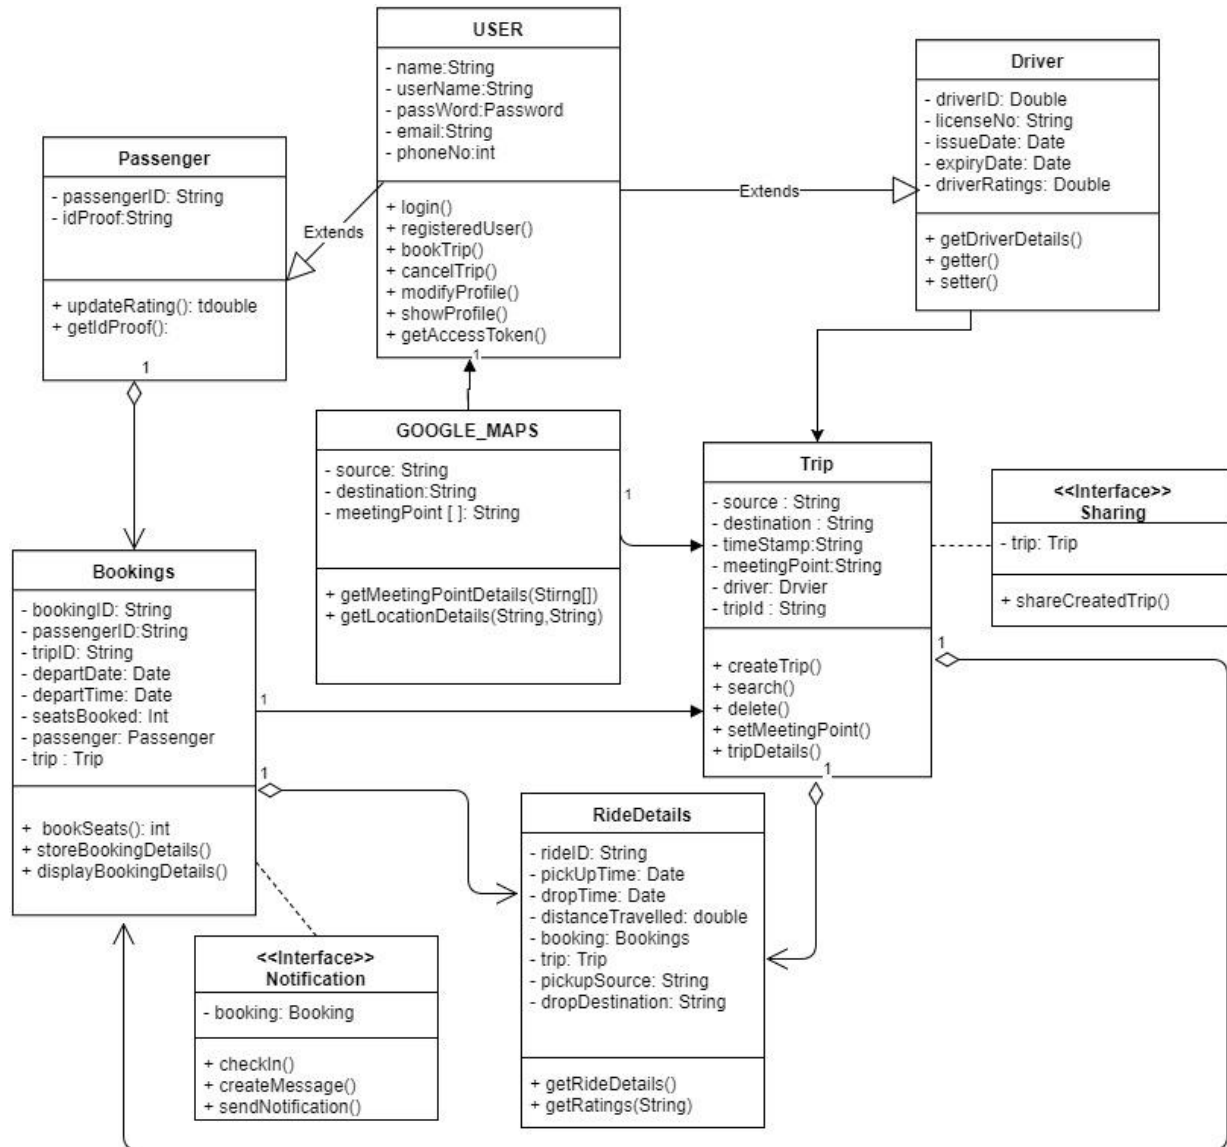 USER
- name:String
- userName:String
- passWord:Password
- email:String
- phoneNo:int
+ login()
+ registeredUser()
+ bookTrip()
+ cancelTrip()
+ modifyProfile()
+ showProfile()
+ getAccessToken()
1
Driver
- driverID: Double
- licenseNo: String
- issueDate: Date
- expiryDate: Date
- driverRatings: Double
+ getDriverDetails()
+ getter()
+ setter()
Passenger
- passengerID: String
- idProof:String
+ updateRating(): tdouble
+ getIdProof():
1
Extends
Extends
GOOGLE_MAPS
- source: String
- destination:String
- meetingPoint [ ]: String
+ getMeetingPointDetails(Stirng[])
+ getLocationDetails(String,String)
1
Trip
- source : String
- destination : String
- timeStamp:String
- meetingPoint:String
- driver: Drvier
- tripId : String
+ createTrip()
+ search()
+ delete()
+ setMeetingPoint()
+ tripDetails()
1
1
<<Interface>>
Sharing
- trip: Trip
+ shareCreatedTrip()
Bookings
- bookingID: String
- passengerID:String
- tripID: String
- departDate: Date
- departTime: Date
- seatsBooked: Int
- passenger: Passenger
- trip : Trip
+ bookSeats(): int
+ storeBookingDetails()
+ displayBookingDetails()
1
1
RideDetails
- rideID: String
- pickUpTime: Date
- dropTime: Date
- distanceTravelled: double
- booking: Bookings
- trip: Trip
- pickupSource: String
- dropDestination: String
+ getRideDetails()
+ getRatings(String)
<<Interface>>
Notification
- booking: Booking
+ checkIn()
+ createMessage()
+ sendNotification()